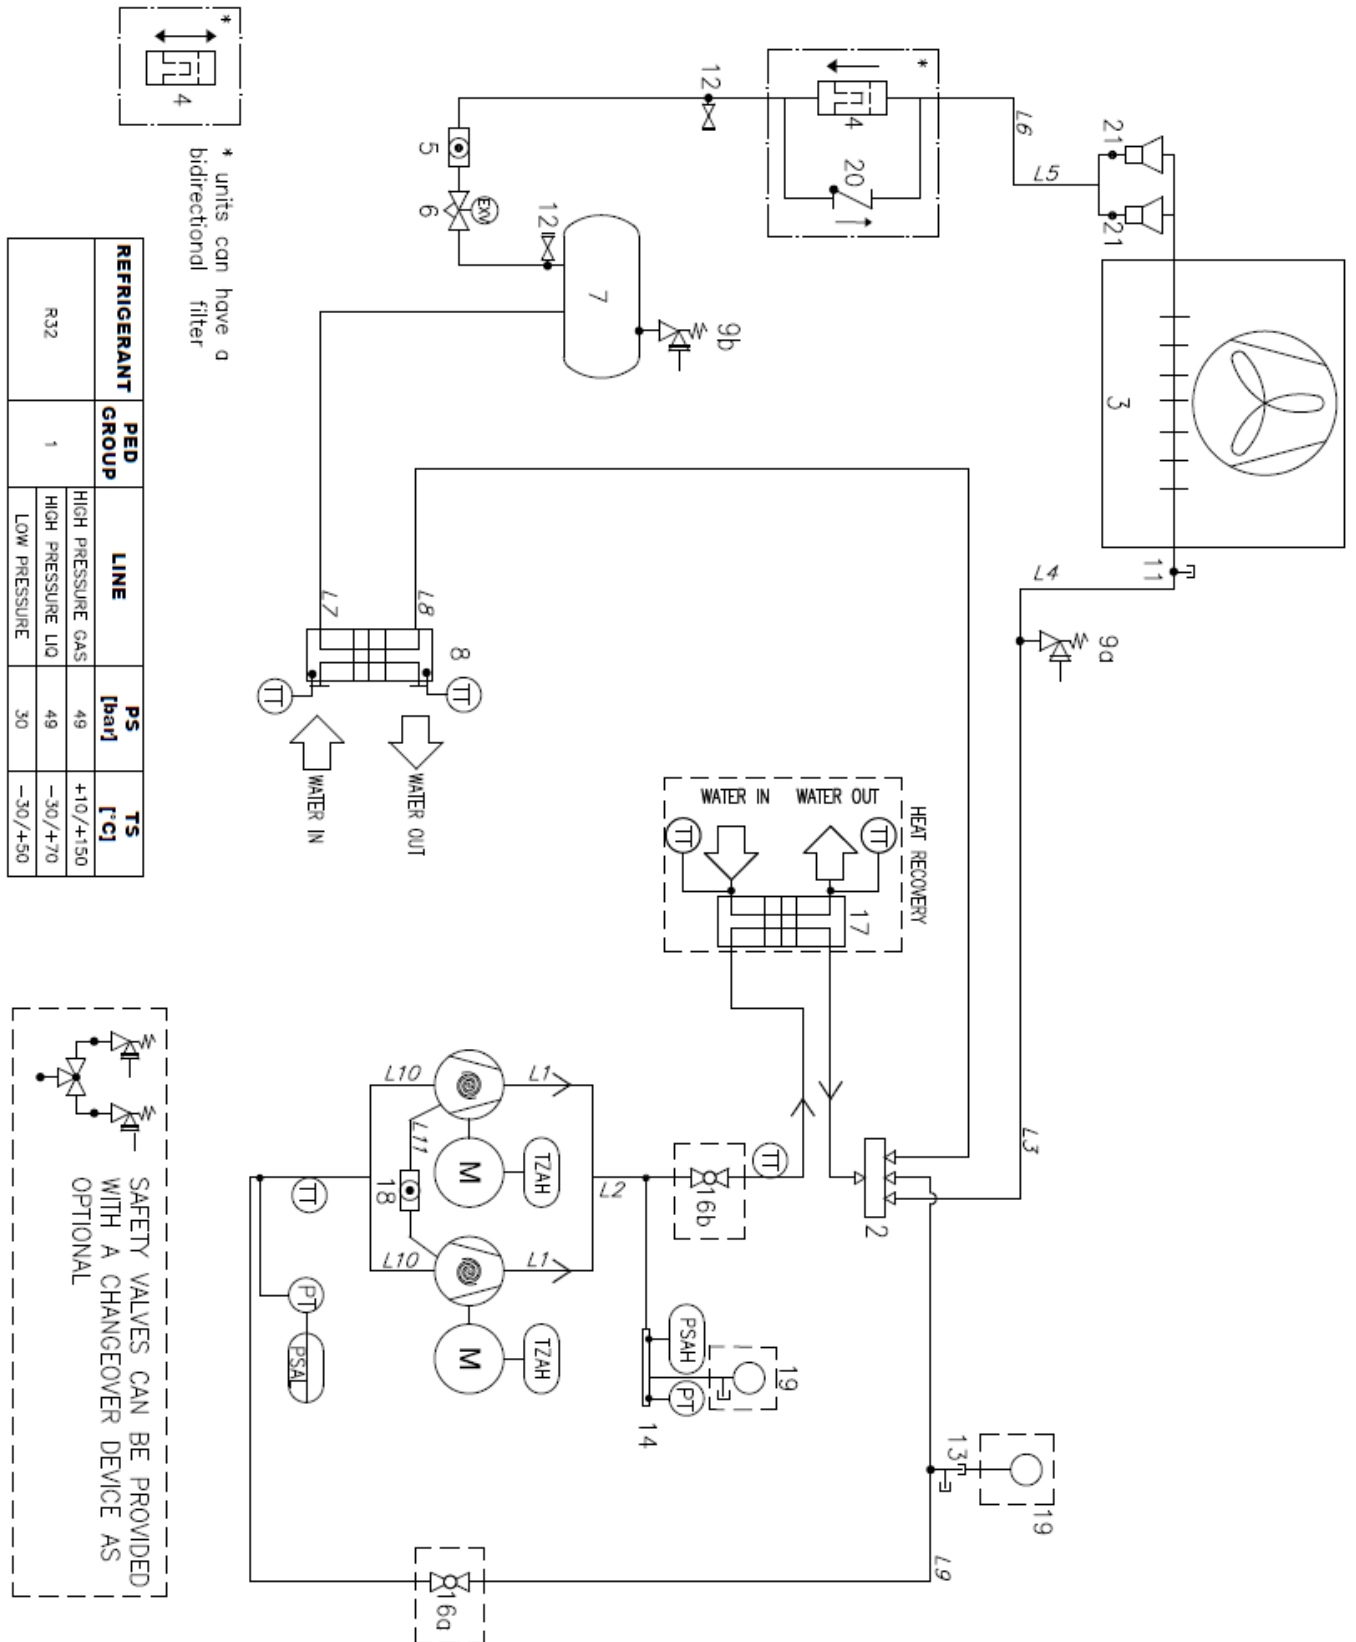 *
4
* units can have a
bidirectional filter
12
*
4
20
L6
L5
21
21
3
11
L4
9a
5
EXV
6
12
7
9b
L7
L8
8
TT
TT
WATER IN
WATER OUT
HEAT RECOVERY
WATER IN
WATER OUT
TT
TT
17
L3
2
L10
L1
L11
M
TZAH
18
L2
16b
TT
L10
L1
M
TZAH
TT
PT
PSAL
PSAH
PT
19
14
13
19
L9
16a
REFRIGERANT
PED
GROUP
LINE
PS
[bar]
TS
[°C]
R32
1
HIGH PRESSURE GAS
49
+10/+150
HIGH PRESSURE LIQ
49
-30/+70
LOW PRESSURE
30
-30/+50
SAFETY VALVES CAN BE PROVIDED
WITH A CHANGEOVER DEVICE AS
OPTIONAL